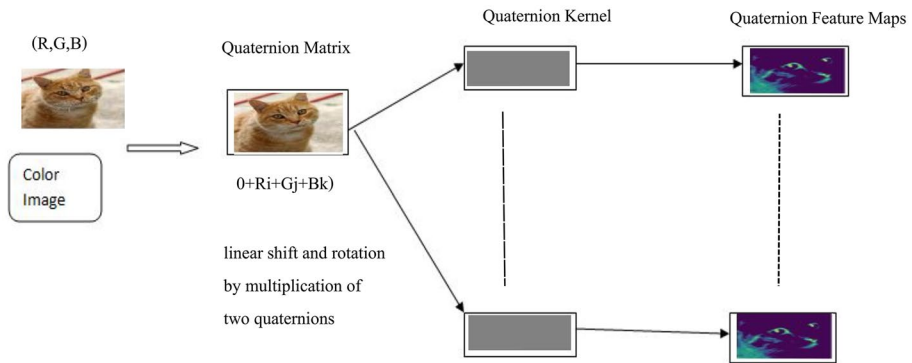 (R,G,B)
Color
Image
Quaternion Matrix
0+Ri+Gj+Bk)
linear shift and rotation
by multiplication of
two quaternions
Quaternion Kernel
Quaternion Feature Maps